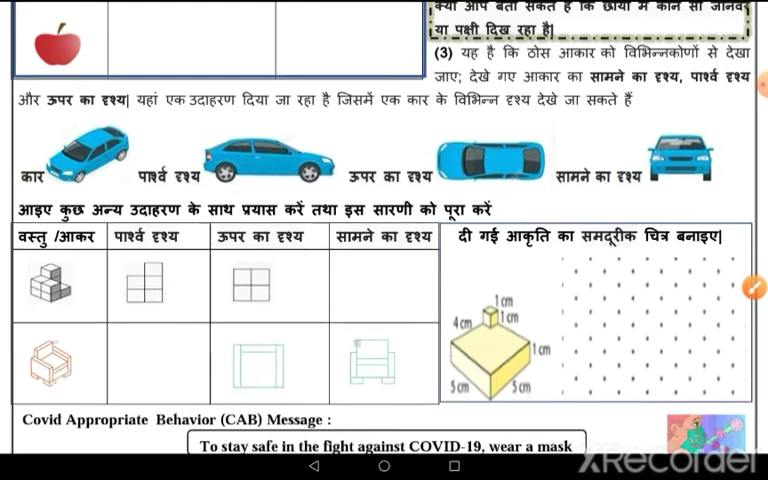 क्या आप बता सकते हैं कि छाया में कौन सा जानवर
या पक्षी दिख रहा है|
(3) यह है कि ठोस आकार को विभिन्नकोणों से देखा
जाए; देखे गए आकार का सामने का दृश्य, पार्श्व दृश्य
और ऊपर का दृश्य| यहां एक उदाहरण दिया जा रहा है जिसमें एक कार के विभिन्न दृश्य देखे जा सकते हैं
कार पार्श्व दृश्य ऊपर का दृश्य सामने का दृश्य
आइए कुछ अन्य उदाहरण के साथ प्रयास करें तथा इस सारणी को पूरा करें
वस्तु /आकर पार्श्व दृश्य ऊपर का दृश्य सामने का दृश्य दी गई आकृति का समदूरीक चित्र बनाइए|
1 cm
4 cm 1 cm
1 cm
5 cm 5 cm
Covid Appropriate Behavior (CAB) Message :
To stay safe in the fight against COVID-19, wear a mask
XRecorder